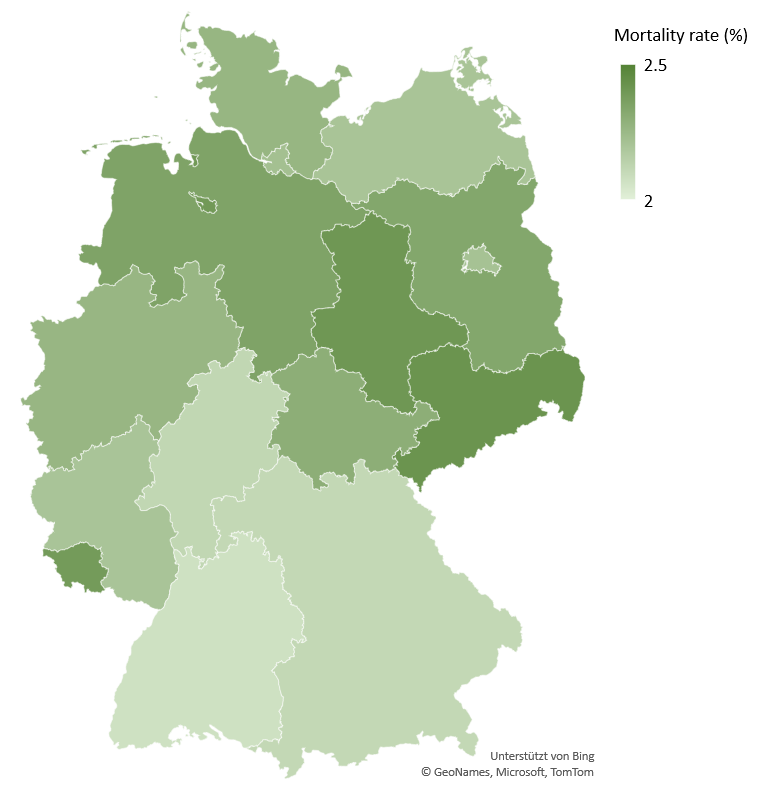 Mortality rate (%)
2.5
2
Unterstützt von Bing
© GeoNames, Microsoft, TomTom